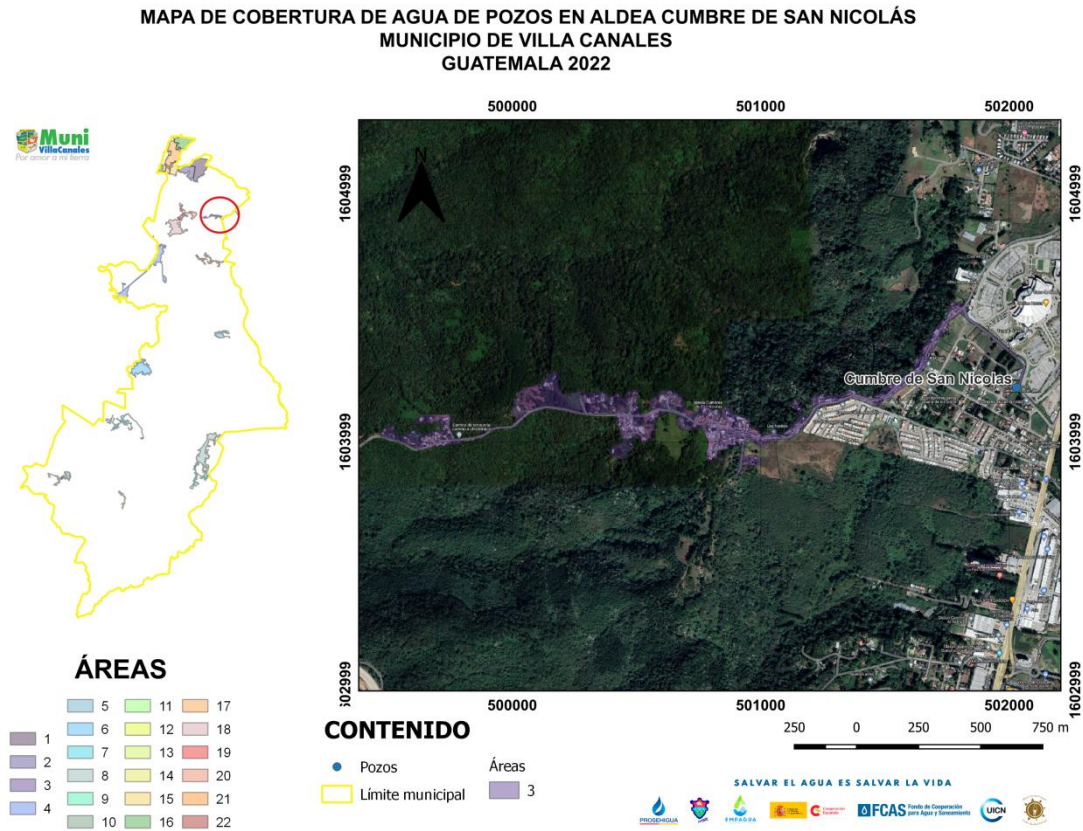 MAPA DE COBERTURA DE AGUA DE POZOS EN ALDEA CUMBRE DE SAN NICOLÁS
MUNICIPIO DE VILLA CANALES
GUATEMALA 2022
Muni
VillaCanales
Por amor a mi tierra
500000
501000
502000
1604999
1604999
N
Cumbre de San Nicolas
1603999
1603999
02999
1602999
500000
501000
502000
ÁREAS
1
2
3
4
5
6
7
8
9
10
11
12
13
14
15
16
17
18
19
20
21
22
CONTENIDO
Pozos
Límite municipal
Áreas
3
250
0
250
500
750 m
SALVAR EL AGUA ES SALVAR LA VIDA
PROSEHIGUA
EMPAGUA
Cooperación
Española
FCAS
Fondo de Cooperación
para Agua y Saneamiento
UICN